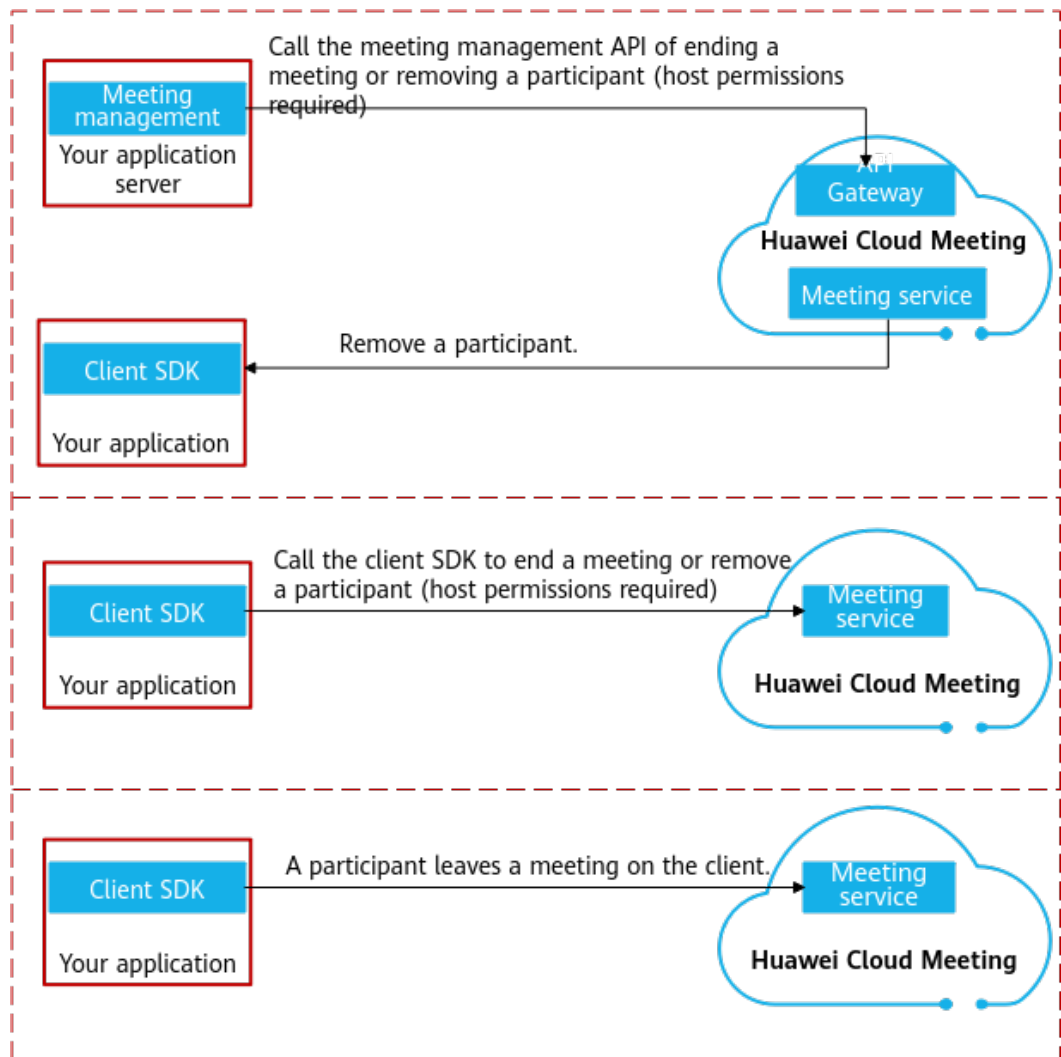 Call the meeting management API of ending a
meeting or removing a participant (host permissions
required)
Meeting
management
Your application
server
API
Gateway
Huawei Cloud Meeting
Meeting service
Remove a participant.
Client SDK
Your application
Call the client SDK to end a meeting or remove
a participant (host permissions required)
Client SDK
Your application
Meeting
service
Huawei Cloud Meeting
A participant leaves a meeting on the client.
Client SDK
Your application
Meeting
service
Huawei Cloud Meeting